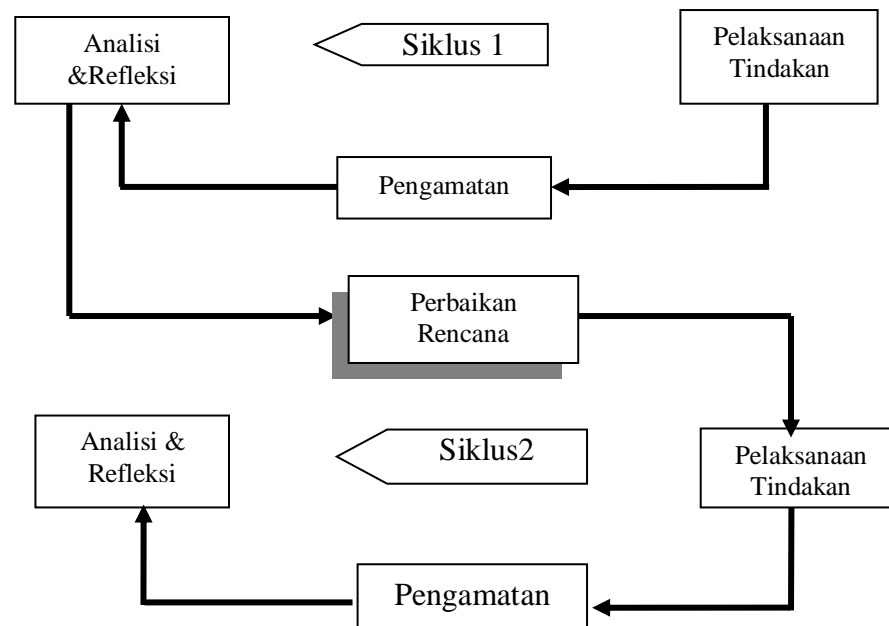 Analisi
&Refleksi
Siklus 1
Pelaksanaan
Tindakan
Pengamatan
Perbaikan
Rencana
Analisi &
Refleksi
Siklus2
Pelaksanaan
Tindakan
Pengamatan